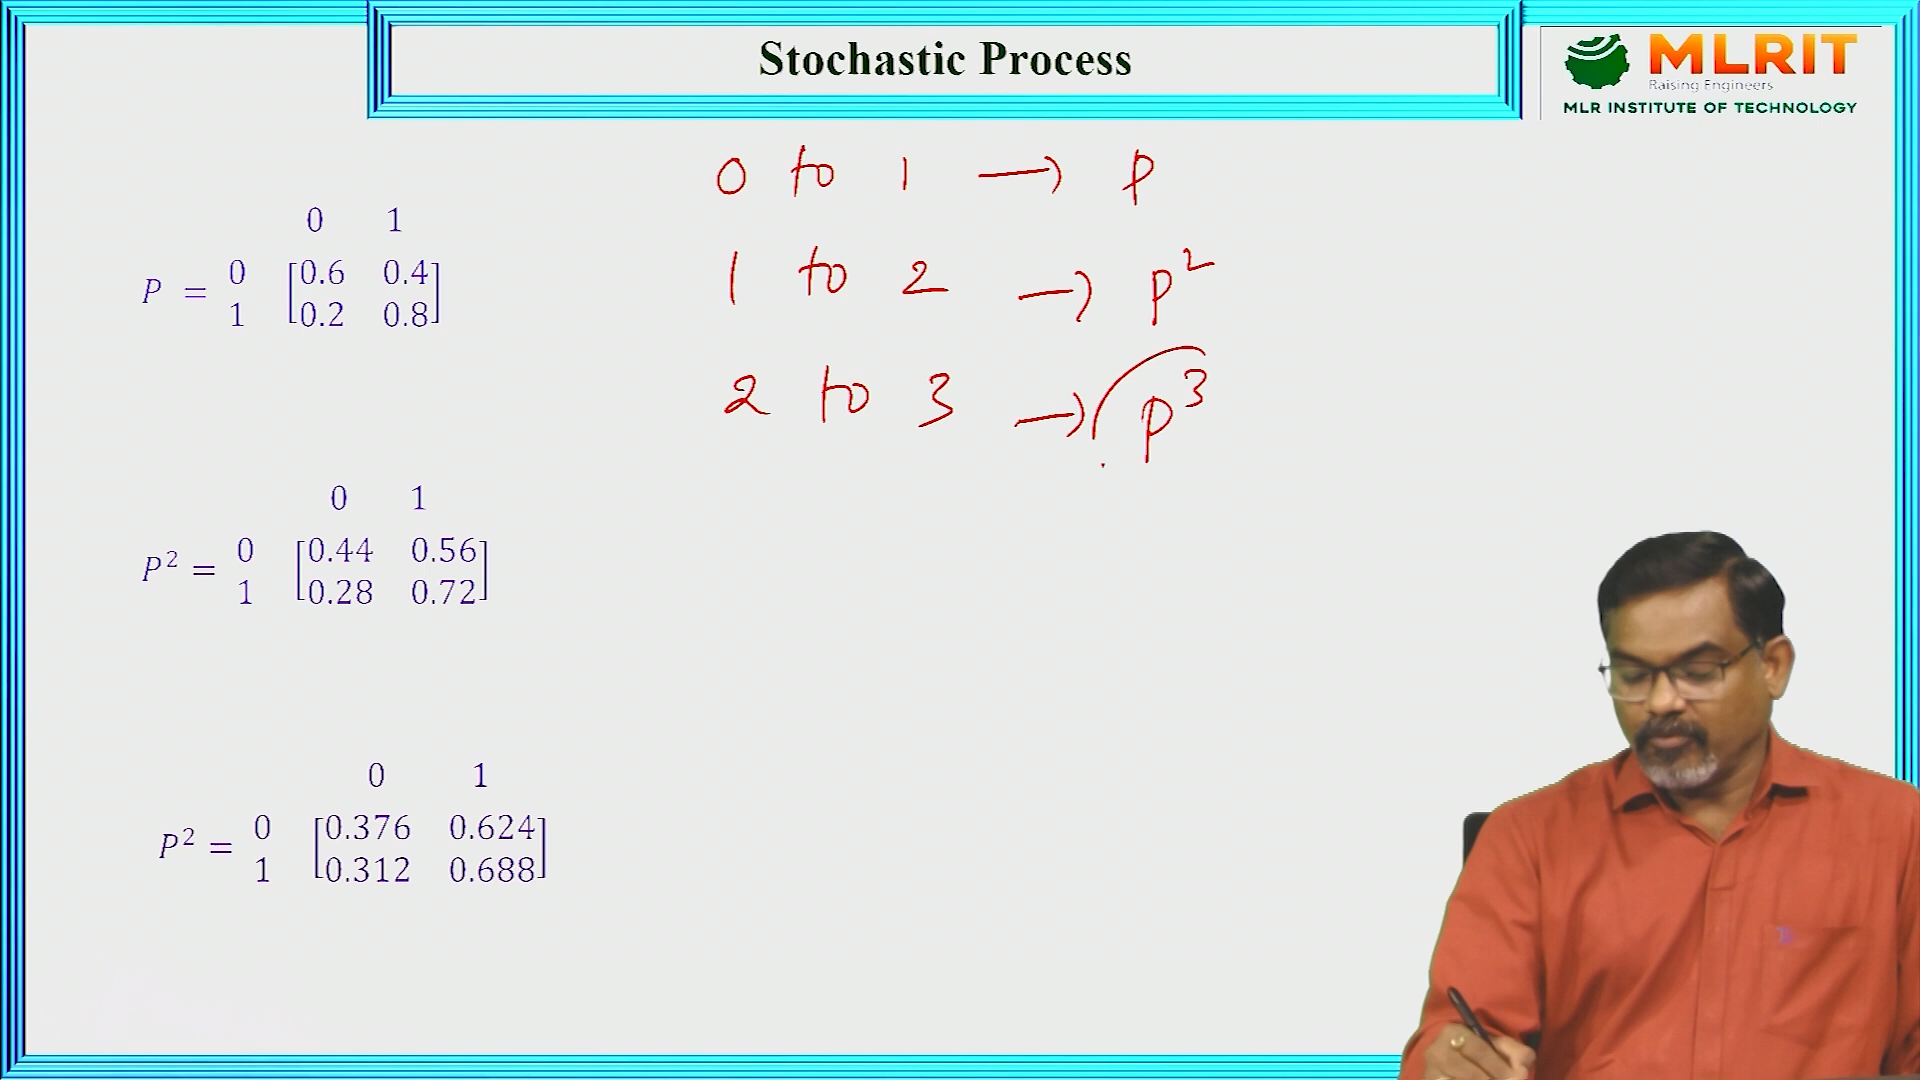 Stochastic Process
MLRIT
Raising Engineers
MLR INSTITUTE OF TECHNOLOGY
0 to 1 → P
1 to 2 → P²
2 to 3 → P³
0 1
P = 0 [0.6 0.4]
1 [0.2 0.8]
0 1
P² = 0 [0.44 0.56]
1 [0.28 0.72]
0 1
P² = 0 [0.376 0.624]
1 [0.312 0.688]